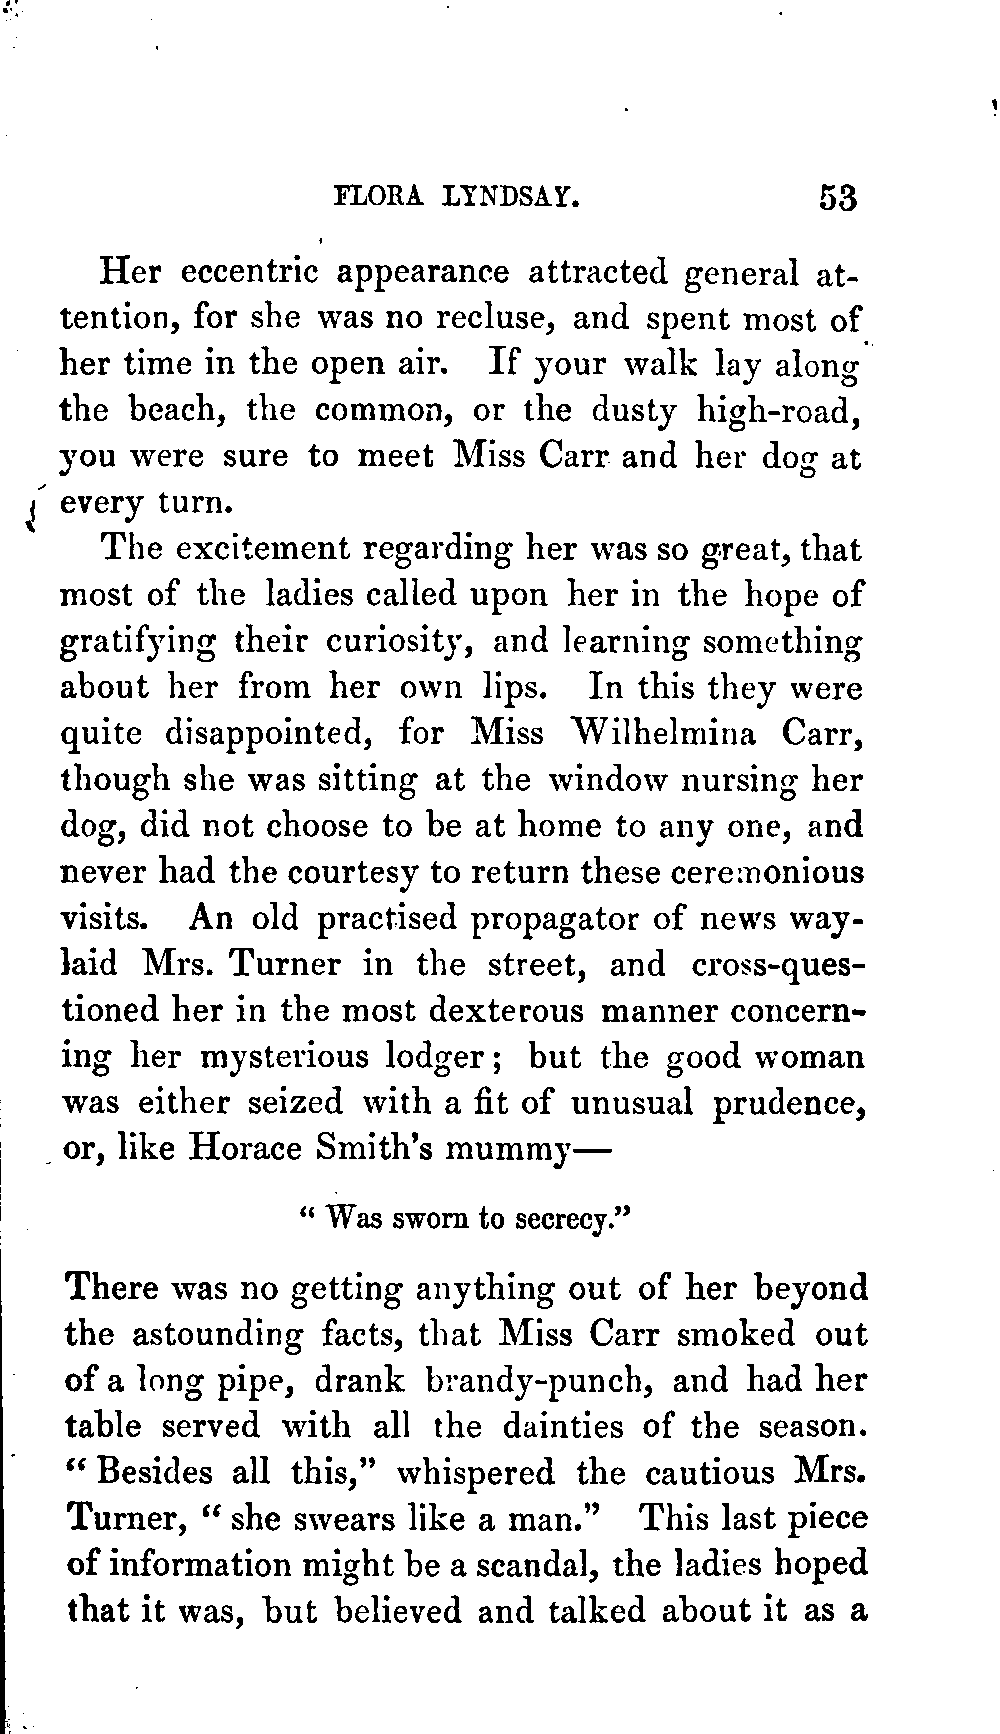 FLORA LYNDSAY. 53
Her eccentric appearance attracted general at-
tention, for she was no recluse, and spent most of
her time in the open air. If your walk lay along
the beach, the common, or the dusty high-road,
you were sure to meet Miss Carr and her dog at
every turn.
The excitement regarding her was so great, that
most of the ladies called upon her in the hope of
gratifying their curiosity, and learning something
about her from her own lips. In this they were
quite disappointed, for Miss Wilhelmina Carr,
though she was sitting at the window nursing her
dog, did not choose to be at home to any one, and
never had the courtesy to return these ceremonious
visits. An old practised propagator of news way-
laid Mrs. Turner in the street, and cross-ques-
tioned her in the most dexterous manner concern-
ing her mysterious lodger; but the good woman
was either seized with a fit of unusual prudence,
or, like Horace Smith's mummy—
“ Was sworn to secrecy.”
There was no getting anything out of her beyond
the astounding facts, that Miss Carr smoked out
of a long pipe, drank brandy-punch, and had her
table served with all the dainties of the season.
“ Besides all this,” whispered the cautious Mrs.
Turner, “ she swears like a man.” This last piece
of information might be a scandal, the ladies hoped
that it was, but believed and talked about it as a